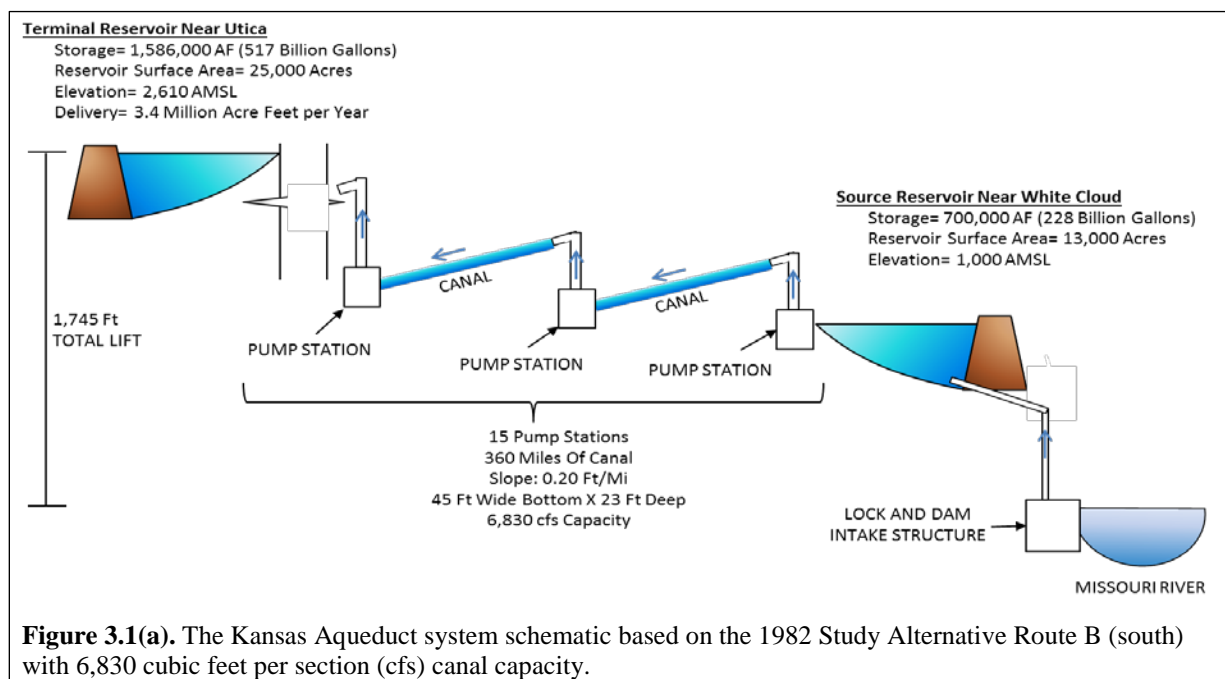 Terminal Reservoir Near Utica
Storage= 1,586,000 AF (517 Billion Gallons)
Reservoir Surface Area= 25,000 Acres
Elevation= 2,610 AMSL
Delivery= 3.4 Million Acre Feet per Year
Source Reservoir Near White Cloud
Storage= 700,000 AF (228 Billion Gallons)
Reservoir Surface Area= 13,000 Acres
Elevation= 1,000 AMSL
1,745 Ft
TOTAL LIFT
CANAL
CANAL
PUMP STATION
PUMP STATION
PUMP STATION
15 Pump Stations
360 Miles Of Canal
Slope: 0.20 Ft/Mi
45 Ft Wide Bottom X 23 Ft Deep
6,830 cfs Capacity
LOCK AND DAM
INTAKE STRUCTURE
MISSOURI RIVER
Figure 3.1(a). The Kansas Aqueduct system schematic based on the 1982 Study Alternative Route B (south)
with 6,830 cubic feet per section (cfs) canal capacity.